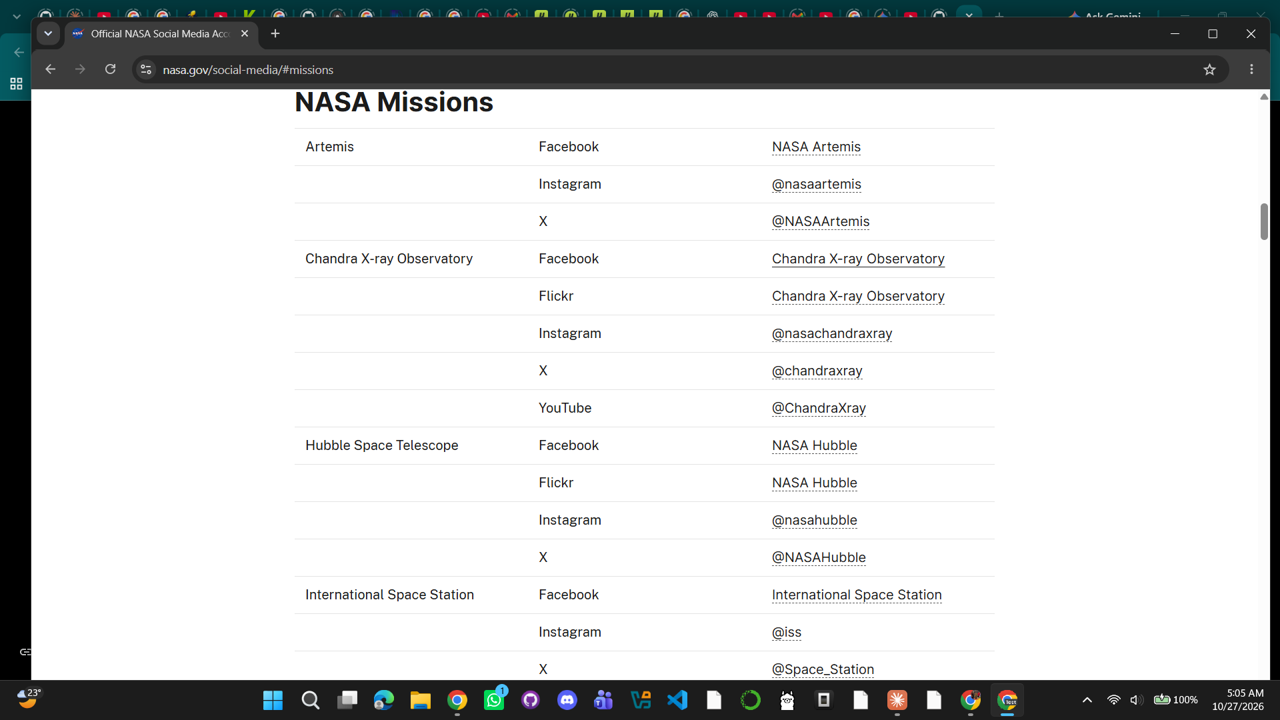 Ask Gemini
Official NASA Social Media Acc
nasa.gov/social-media/#missions
NASA Missions
Artemis Facebook NASA Artemis
Instagram @nasaartemis
X @NASAArtemis
Chandra X-ray Observatory Facebook Chandra X-ray Observatory
Flickr Chandra X-ray Observatory
Instagram @nasachandraxray
X @chandraxray
YouTube @ChandraXray
Hubble Space Telescope Facebook NASA Hubble
Flickr NASA Hubble
Instagram @nasahubble
X @NASAHubble
International Space Station Facebook International Space Station
Instagram @iss
X @Space_Station
23°
1
100%
5:05 AM
10/27/2026